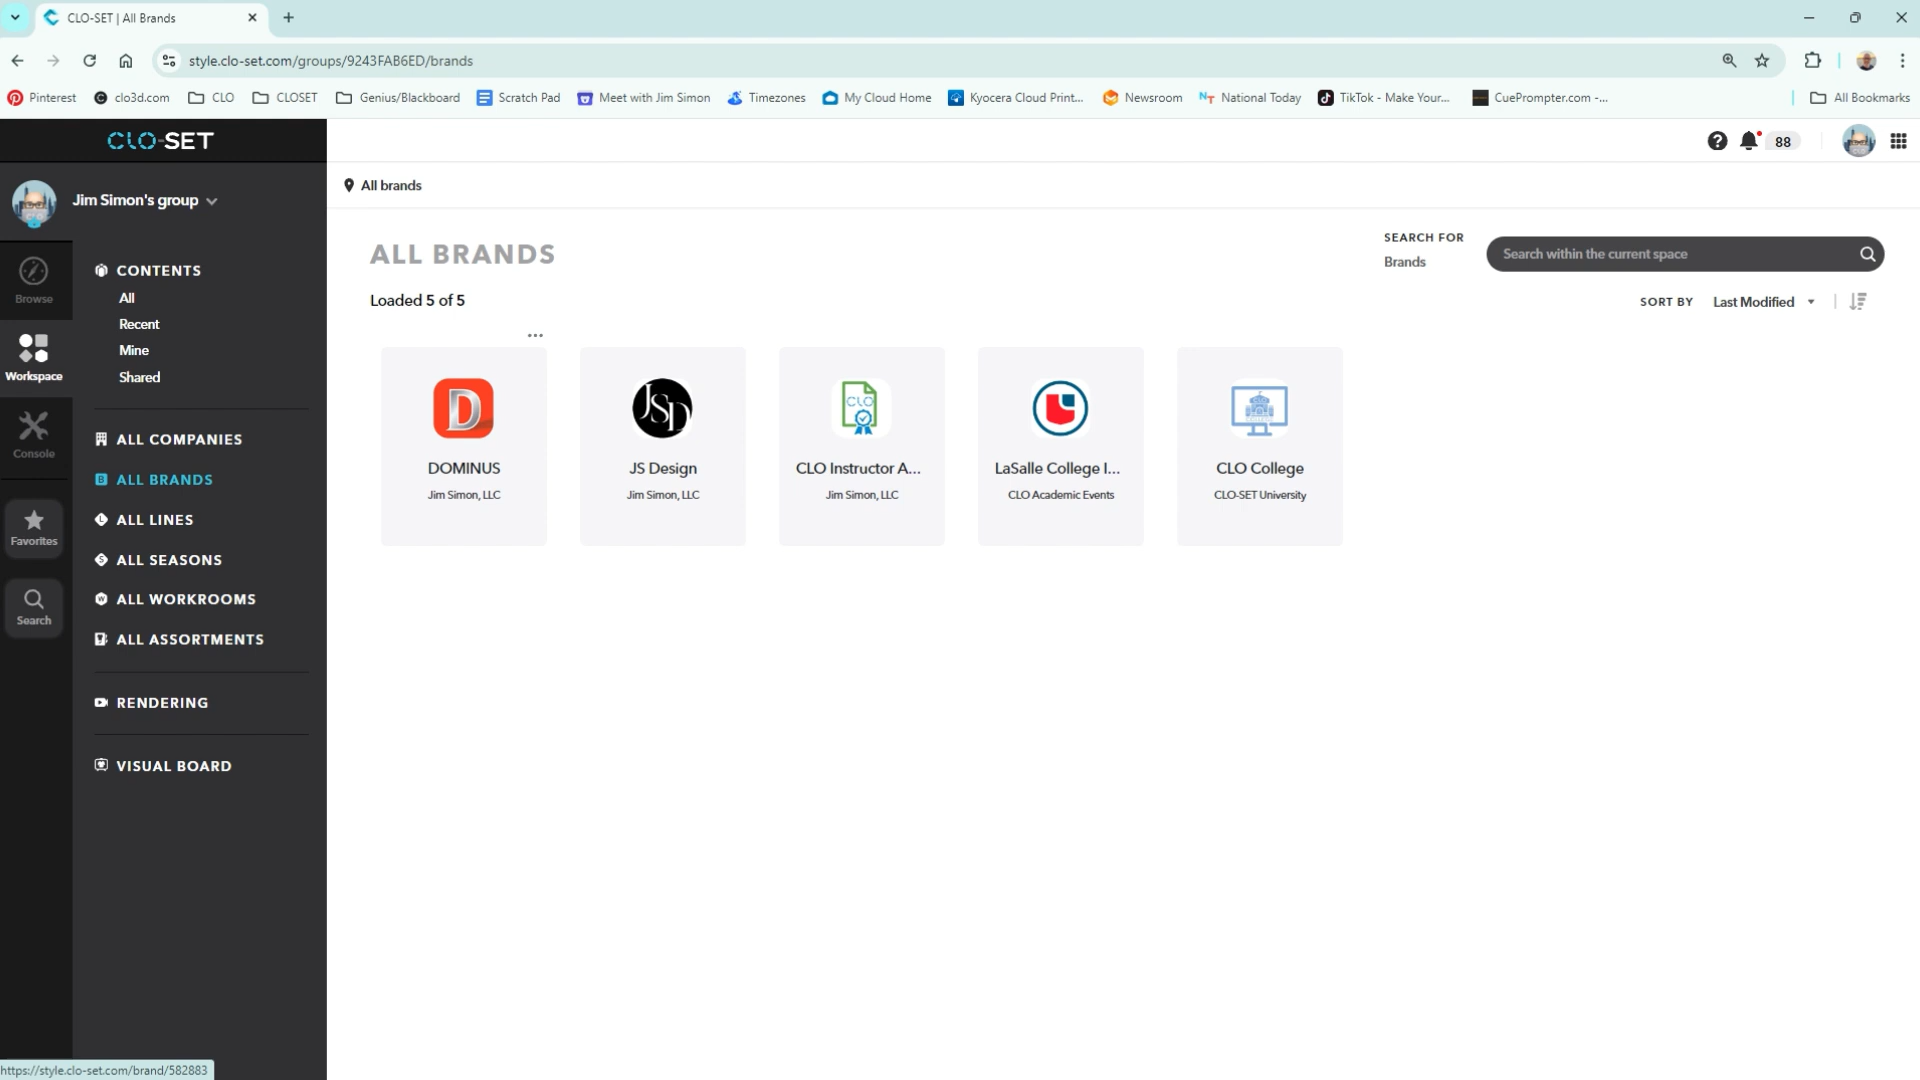 CLO-SET | All Brands
style.clo-set.com/groups/9243FAB6ED/brands
Pinterest
clo3d.com
CLO
CLOSET
Genius/Blackboard
Scratch Pad
Meet with Jim Simon
Timezones
My Cloud Home
Kyocera Cloud Print...
Newsroom
National Today
TikTok - Make Your...
CuePrompter.com -...
All Bookmarks
CLO-SET
88
Jim Simon's group
All brands
Browse
Workspace
Console
Favorites
Search
CONTENTS
All
Recent
Mine
Shared
ALL COMPANIES
ALL BRANDS
ALL LINES
ALL SEASONS
ALL WORKROOMS
ALL ASSORTMENTS
RENDERING
VISUAL BOARD
ALL BRANDS
SEARCH FOR
Brands
Search within the current space
Loaded 5 of 5
SORT BY Last Modified
D
DOMINUS
Jim Simon, LLC
JSD
JS Design
Jim Simon, LLC
CLO
CLO Instructor A...
Jim Simon, LLC
LaSalle College I...
CLO Academic Events
CLO College
CLO-SET University
https://style.clo-set.com/brand/582883